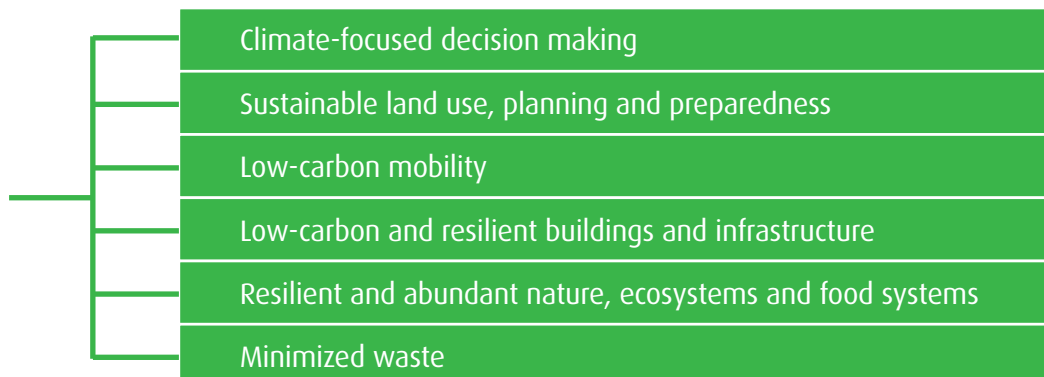 Climate-focused decision making
Sustainable land use, planning and preparedness
Low-carbon mobility
Low-carbon and resilient buildings and infrastructure
Resilient and abundant nature, ecosystems and food systems
Minimized waste